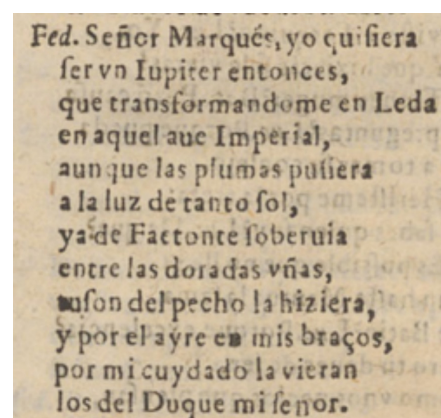 Fed. Señor Marqués, yo quisiera
ser vn Iupiter entonces,
que transformandome en Leda
en aquel aue Imperial,
aunque las plumas pusiera
a la luz de tanto sol,
ya de Faetonte soberuia
entre las doradas vñas,
tuson del pecho la hiziera,
y por el ayre en mis braços,
por mi cuydado la vieran
los del Duque mi señor.